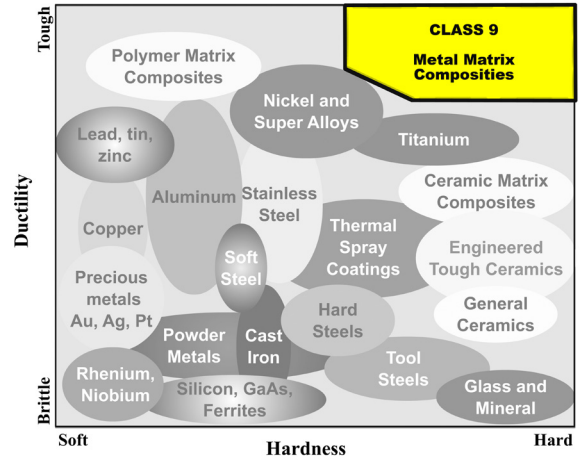 Tough
CLASS 9
Metal Matrix
Composities
Polymer Matrix
Composites
Nickel and
Super Alloys
Lead, tin,
zinc
Titanium
Aluminum
Stainless
Steel
Ceramic Matrix
Composites
Copper
Thermal
Spray
Coatings
Engineered
Tough Ceramics
Soft
Steel
Precious
metals
Au, Ag, Pt
Hard
Steels
General
Ceramics
Powder
Metals
Cast
Iron
Tool
Steels
Rhenium,
Niobium
Silicon, GaAs,
Ferrites
Glass and
Mineral
Ductility
Brittle
Soft
Hardness
Hard